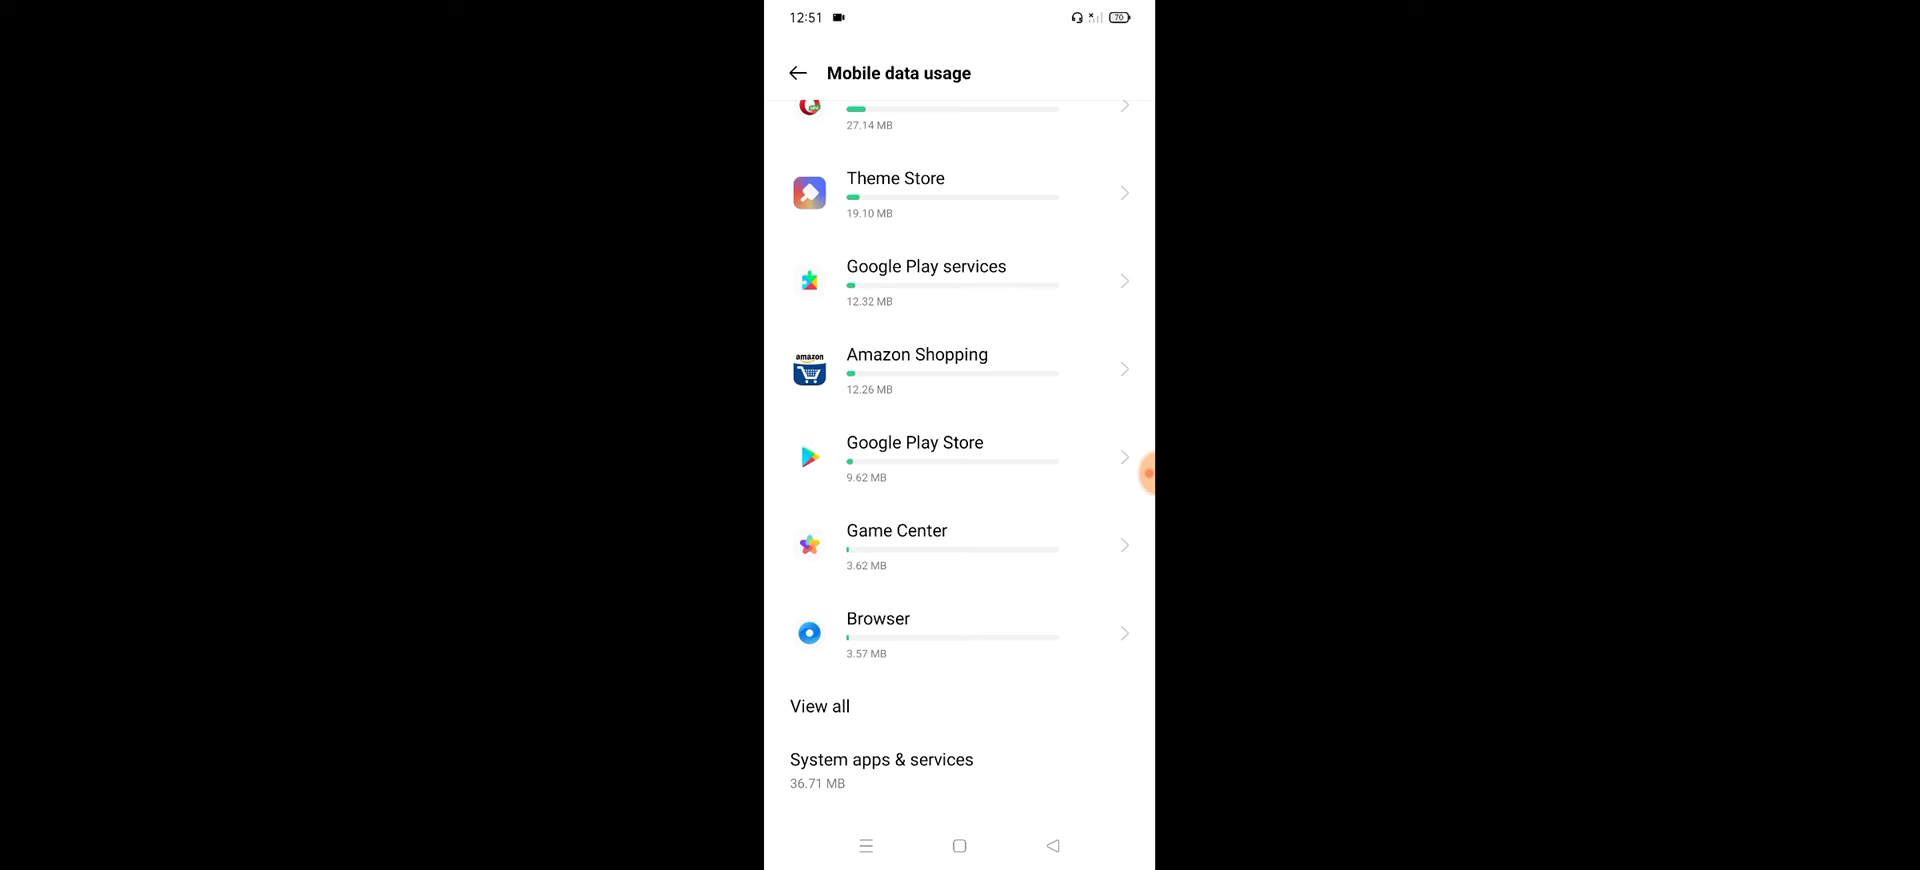 12:51
70
Mobile data usage
27.14 MB
Theme Store
19.10 MB
Google Play services
12.32 MB
amazon
Amazon Shopping
12.26 MB
Google Play Store
9.62 MB
Game Center
3.62 MB
Browser
3.57 MB
View all
System apps & services
36.71 MB